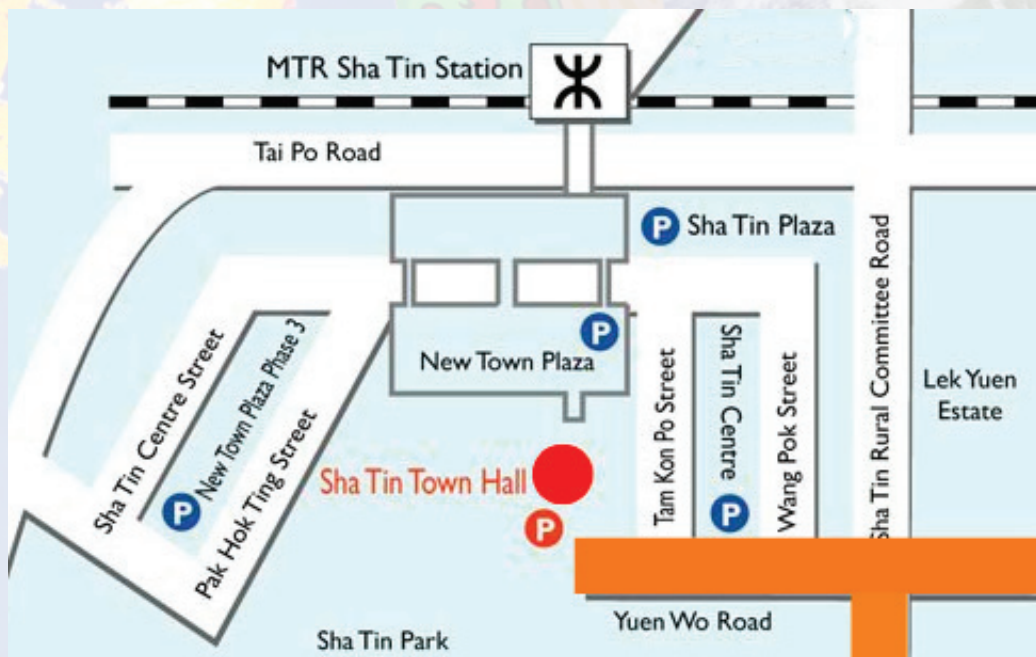 MTR Sha Tin Station
Tai Po Road
P Sha Tin Plaza
Sha Tin Rural Committee Road
Sha Tin Centre Street
New Town Plaza Phase 3
P
Pak Hok Ting Street
P
New Town Plaza
Tam Kon Po Street
Sha Tin Centre
P
Wang Pok Street
Lek Yuen
Estate
Sha Tin Town Hall
P
Yuen Wo Road
Sha Tin Park